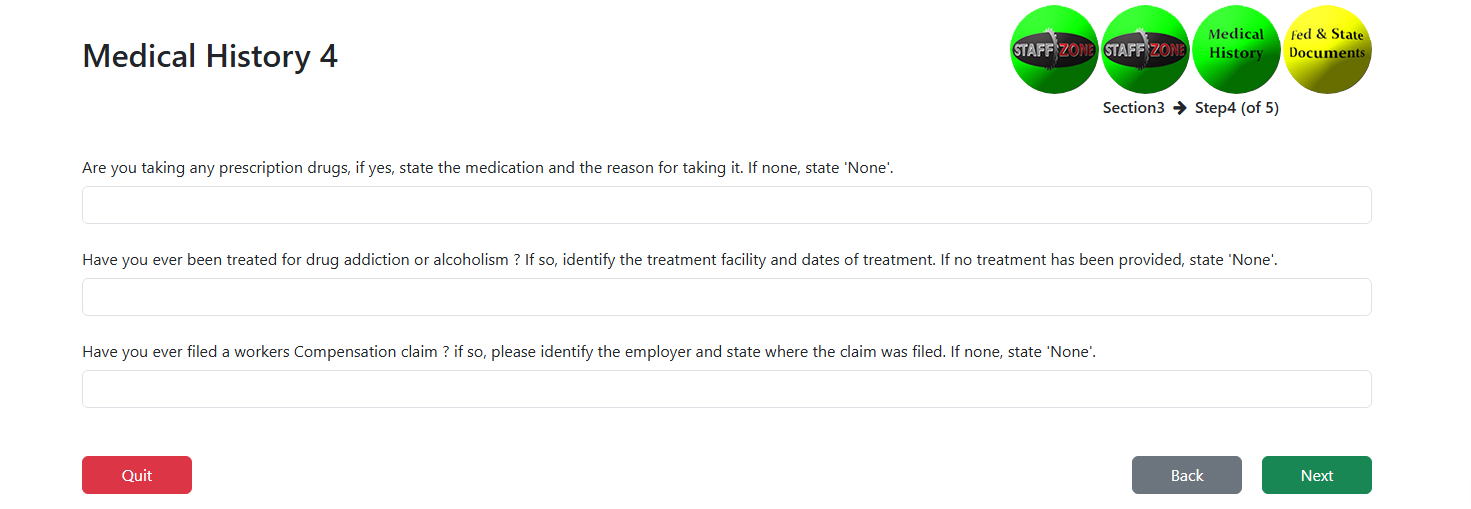 Medical History 4
STAFF ZONE
STAFF ZONE
Medical
History
Fed & State
Documents
Section3 → Step4 (of 5)
Are you taking any prescription drugs, if yes, state the medication and the reason for taking it. If none, state 'None'.
Have you ever been treated for drug addiction or alcoholism ? If so, identify the treatment facility and dates of treatment. If no treatment has been provided, state 'None'.
Have you ever filed a workers Compensation claim ? if so, please identify the employer and state where the claim was filed. If none, state 'None'.
Quit
Back
Next